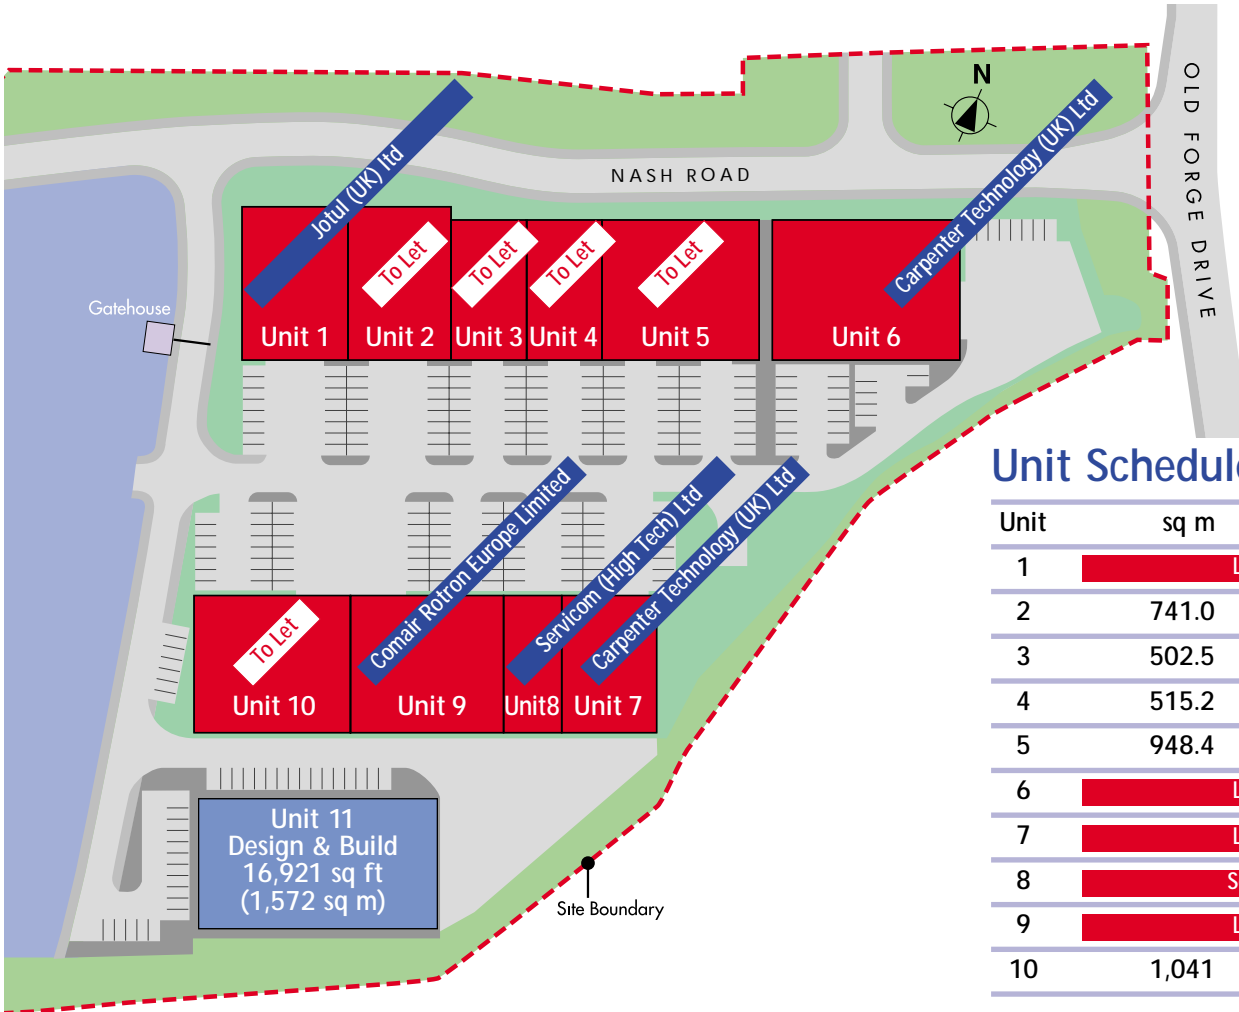 N
OLD FORGE DRIVE
NASH ROAD
Jotul (UK) ltd
To Let
To Let
To Let
To Let
Carpenter Technology (UK) Ltd
Gatehouse
Unit 1
Unit 2
Unit 3
Unit 4
Unit 5
Unit 6
Comair Rotron Europe Limited
Servicom (High Tech) Ltd
Carpenter Technology (UK) Ltd
To Let
Unit 10
Unit 9
Unit8
Unit 7
Unit 11
Design & Build
16,921 sq ft
(1,572 sq m)
Site Boundary
Unit Schedule
Unit sq m
1
2 741.0
3 502.5
4 515.2
5 948.4
6
7
8
9
10 1,041